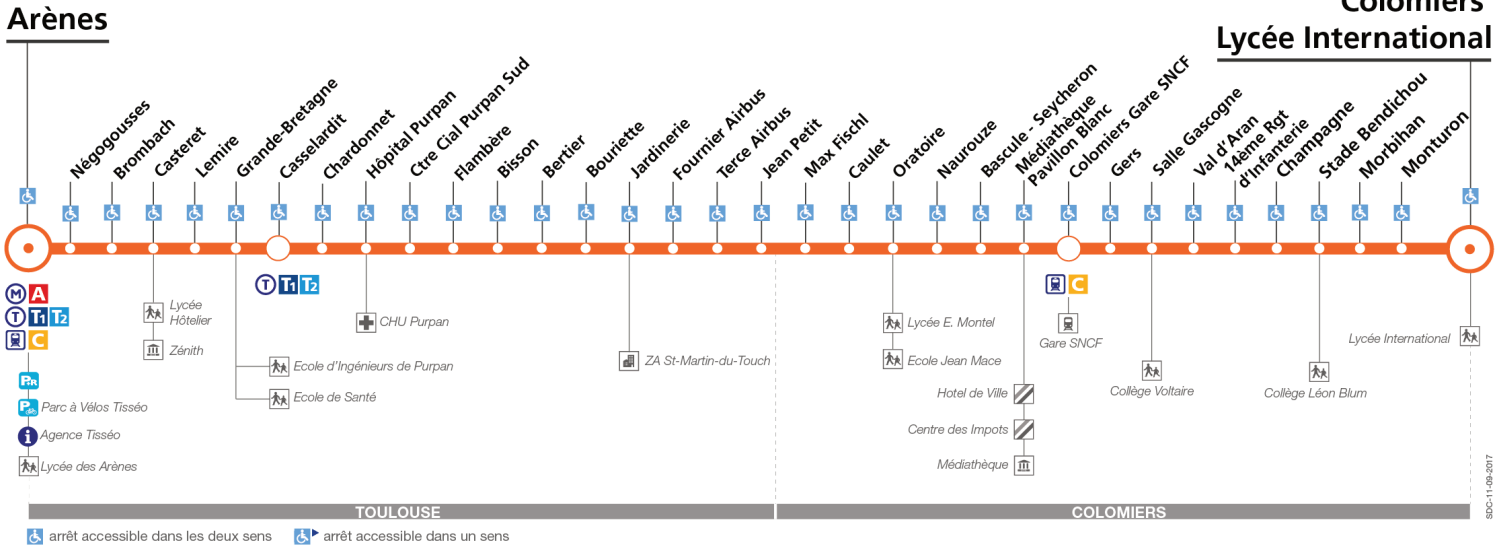 Arènes
Colomiers
Lycée International
Négogousses
Brombach
Casteret
Lemire
Grande-Bretagne
Casselardit
Chardonnet
Hôpital Purpan
Ctre Cial Purpan Sud
Flambère
Bisson
Bertier
Bouriette
Jardinerie
Fournier Airbus
Terce Airbus
Jean Petit
Max Fischl
Caulet
Oratoire
Naurouze
Bascule - Seycheron
Médiathèque
Pavillon Blanc
Colomiers Gare SNCF
Gers
Salle Gascogne
Val d'Aran
14ème Rgt
d'Infanterie
Champagne
Stade Bendichou
Morbihan
Monturon
M A
T T1 T2
C
P+R
Parc à Vélos Tisséo
Agence Tisséo
Lycée des Arènes
Lycée
Hôtelier
Zénith
Ecole d'Ingénieurs de Purpan
Ecole de Santé
T T1 T2
CHU Purpan
ZA St-Martin-du-Touch
Lycée E. Montel
Ecole Jean Mace
Hotel de Ville
Centre des Impots
Médiathèque
C
Gare SNCF
Collège Voltaire
Collège Léon Blum
Lycée International
TOULOUSE
COLOMIERS
arrêt accessible dans les deux sens
arrêt accessible dans un sens
SDC-11-09-2017